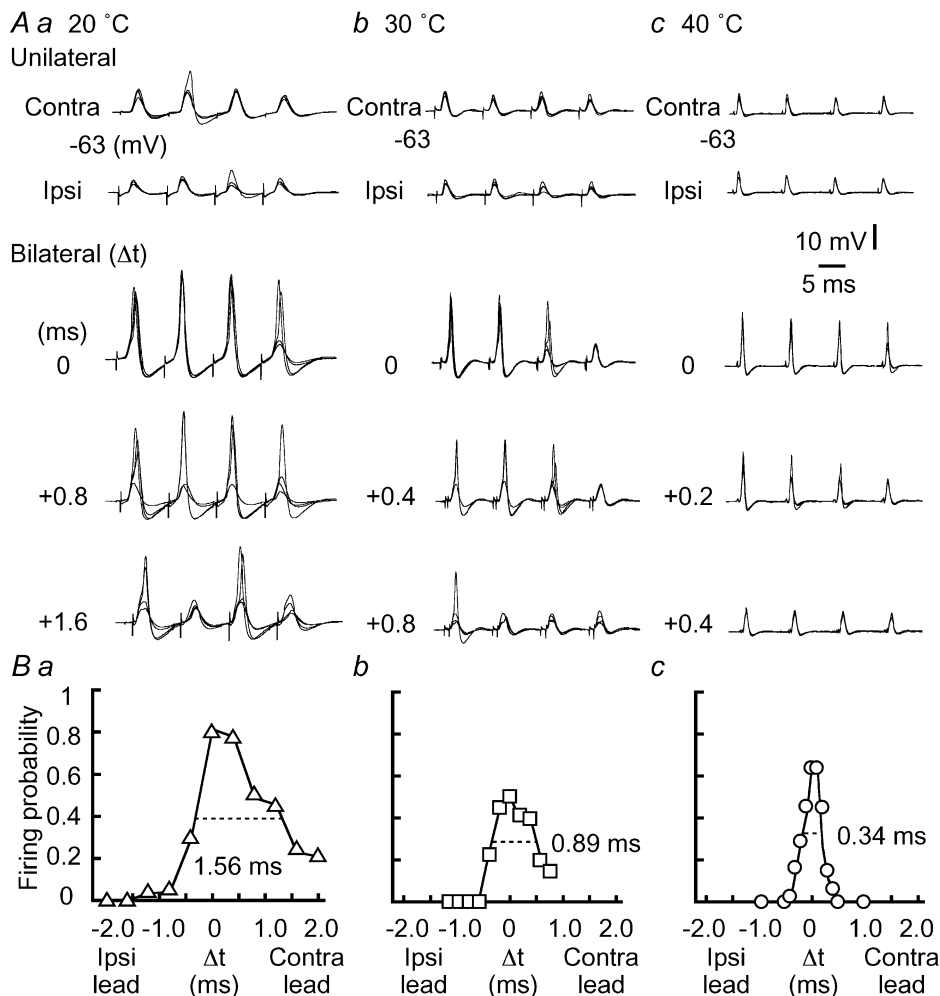 A a 20 ˚C b 30 ˚C c 40 ˚C
Unilateral
Contra Contra Contra
-63 (mV) -63 -63
Ipsi Ipsi Ipsi
Bilateral (Δt)
10 mV
5 ms
(ms)
0 0 0
+0.8 +0.4 +0.2
+1.6 +0.8 +0.4
B a b c
Firing probability
1
0.8
0.6
0.4
0.2
0
1.56 ms 0.89 ms 0.34 ms
-2.0 -1.0 0 1.0 2.0 -2.0 -1.0 0 1.0 2.0 -2.0 -1.0 0 1.0 2.0
Ipsi Δt Contra Ipsi Δt Contra Ipsi Δt Contra
lead (ms) lead lead (ms) lead lead (ms) lead